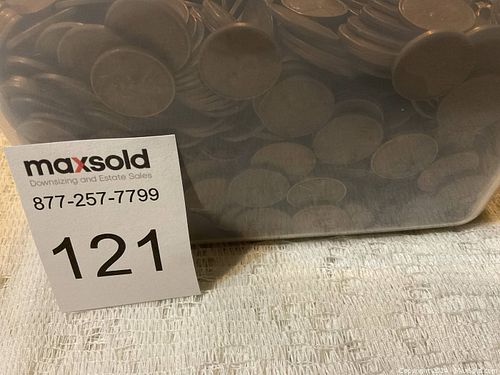 maxsold
Downsizing and Estate Sales
877-257-7799
121